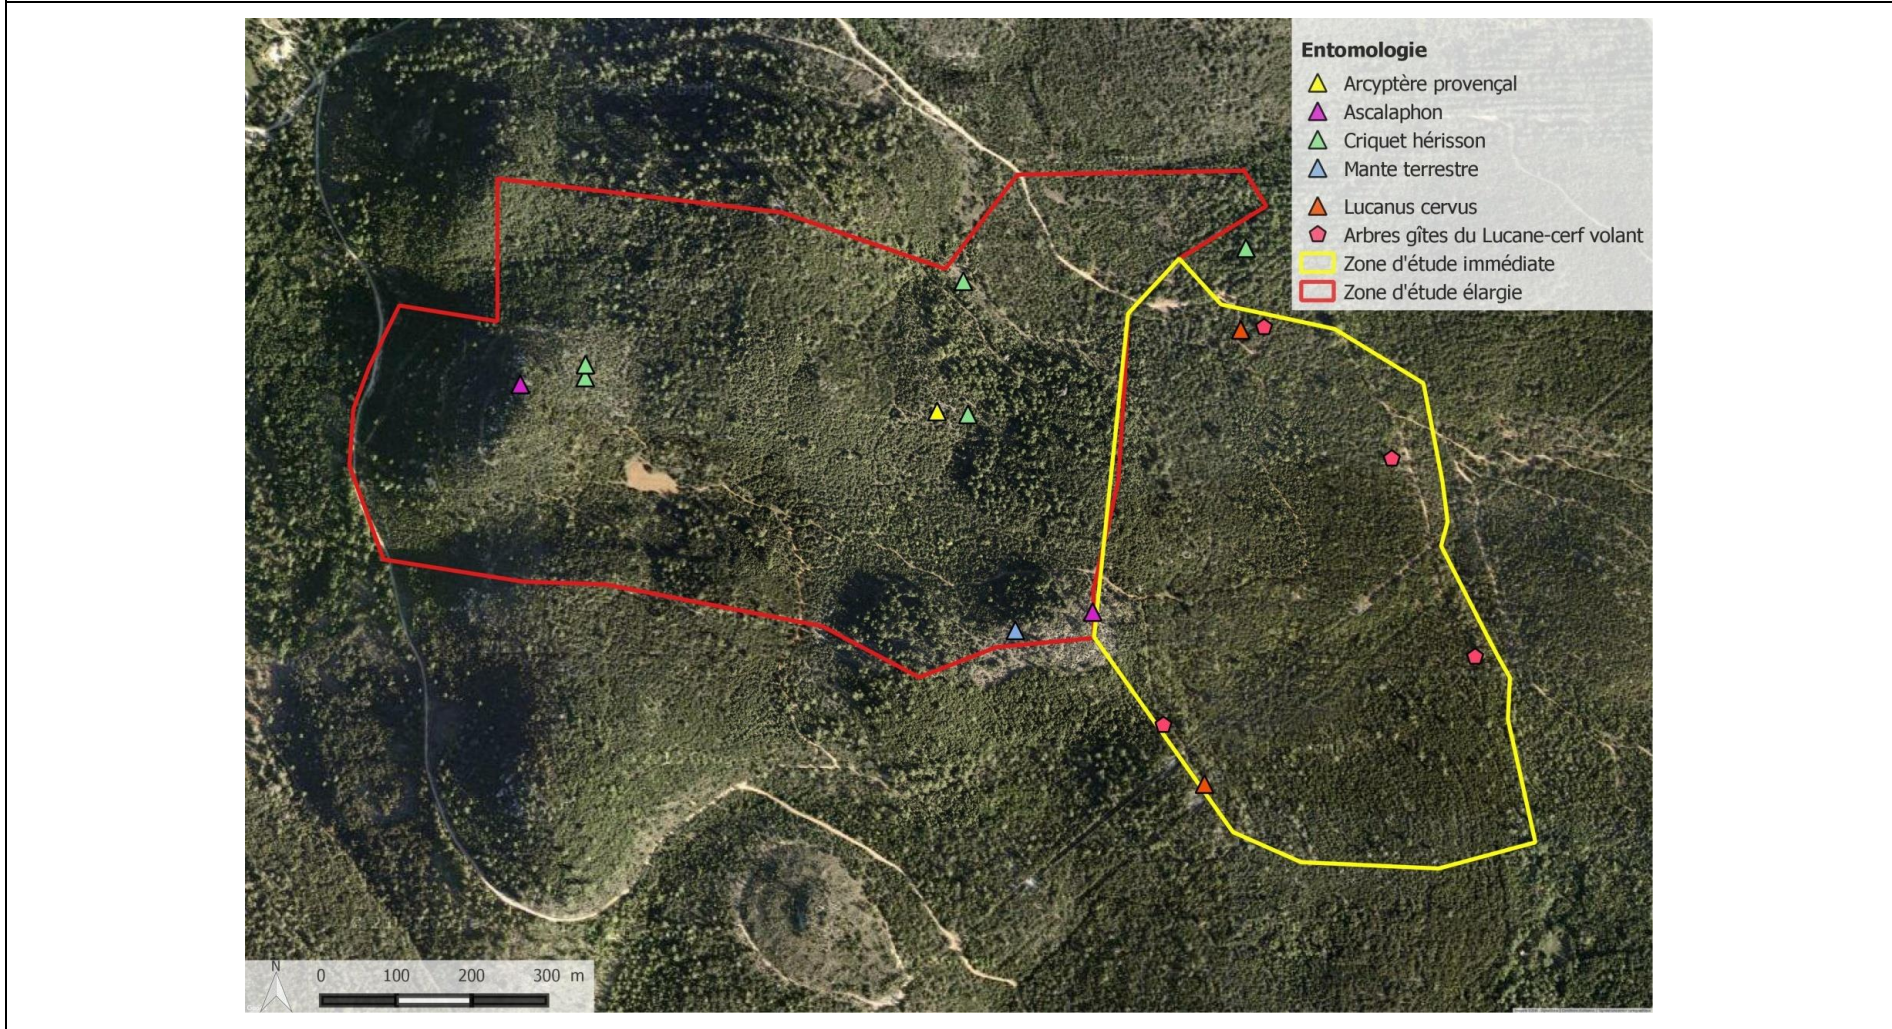 Entomologie
Arcyptère provençal
Ascalaphon
Criquet hérisson
Mante terrestre
Lucanus cervus
Arbres gîtes du Lucane-cerf volant
Zone d'étude immédiate
Zone d'étude élargie
N
0 100 200 300 m